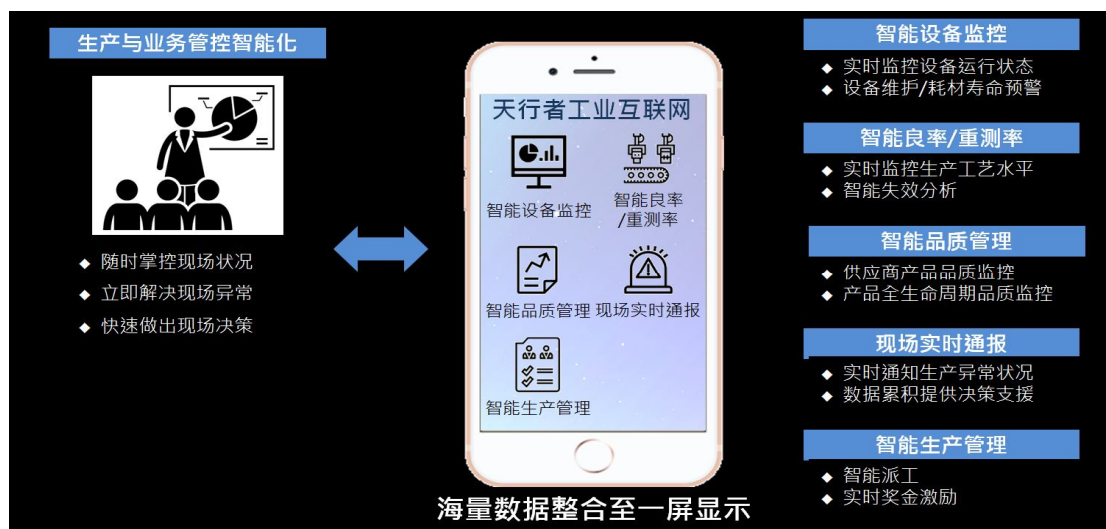 生产与业务管控智能化
◆ 随时掌控现场状况
◆ 立即解决现场异常
◆ 快速做出现场决策
天行者工业互联网
智能设备监控
智能良率
/重测率
智能品质管理
现场实时通报
智能生产管理
海量数据整合至一屏显示
智能设备监控
◆ 实时监控设备运行状态
◆ 设备维护/耗材寿命预警
智能良率/重测率
◆ 实时监控生产工艺水平
◆ 智能失效分析
智能品质管理
◆ 供应商产品品质监控
◆ 产品全生命周期品质监控
现场实时通报
◆ 实时通知生产异常状况
◆ 数据累积提供决策支援
智能生产管理
◆ 智能派工
◆ 实时奖金激励